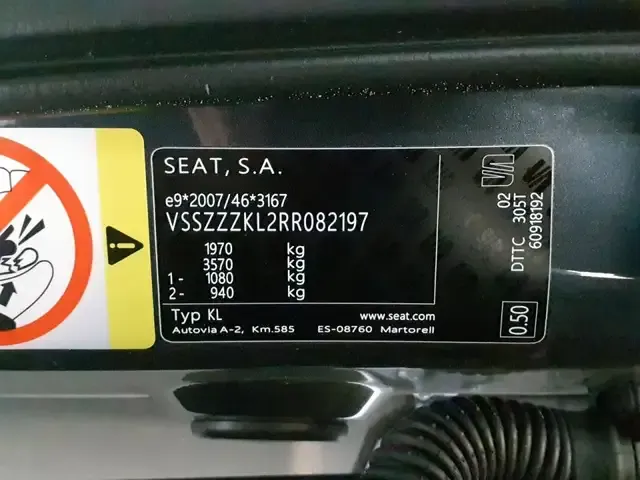 SEAT, S.A.
e9*2007/46*3167
VSSZZZKL2RR082197
1970 kg
3570 kg
1- 1080 kg
2- 940 kg
Typ KL www.seat.com
Autovia A-2, Km.585 ES-08760 Martorell
02
DTTC 305T
60918192
0.50